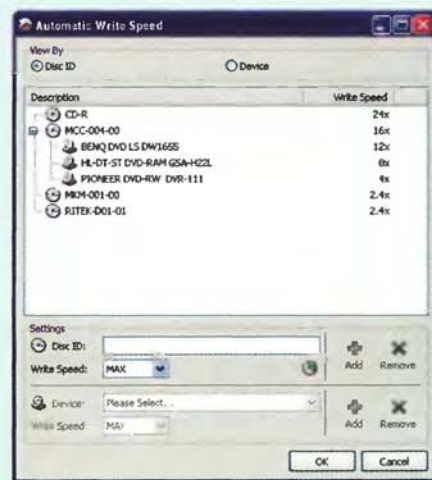 Automatic Write Speed
View By
Disc ID Device
Description Write Speed
CD-R 24x
MCC-004-00 16x
BENQ DVD LS DW1655 12x
HL-DT-ST DVD-RAM GSA-H22L 8x
PIONEER DVD-RW DVR-111 4x
MKM-001-00 2.4x
RITEK-D01-01 2.4x
Settings
Disc ID:
Write Speed: MAX Add Remove
Device: Please Select...
Write Speed: MAX Add Remove
OK Cancel